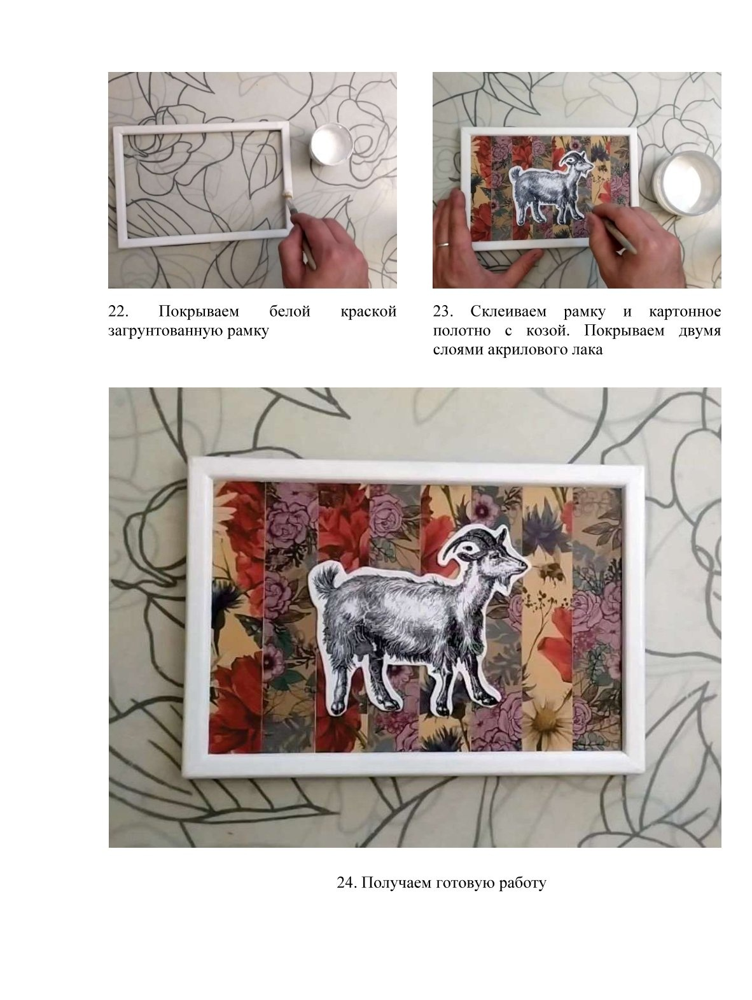 22. Покрываем белой краской
загрунтованную рамку
23. Склеиваем рамку и картонное
полотно с козой. Покрываем двумя
слоями акрилового лака
24. Получаем готовую работу